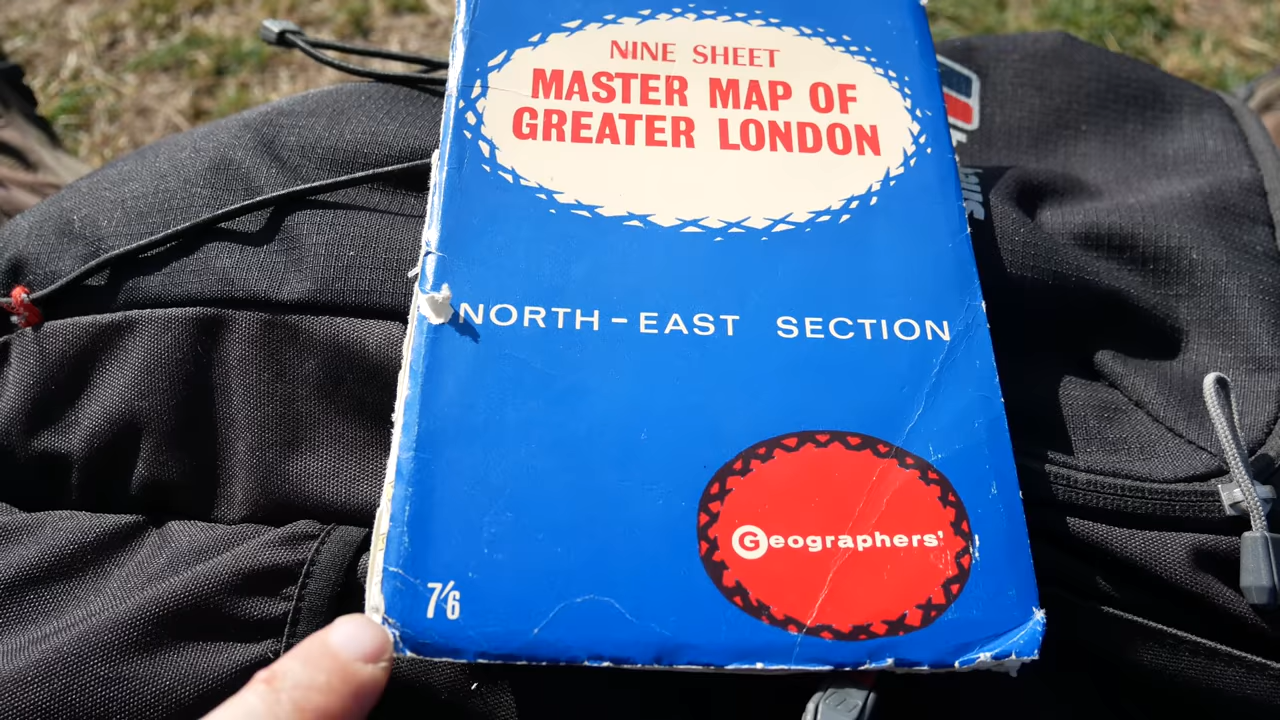 NINE SHEET
MASTER MAP OF
GREATER LONDON
NORTH-EAST SECTION
Geographers'
7'6